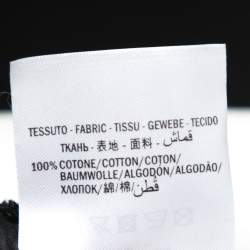 TESSUTO - FABRIC - TISSU - GEWEBE - TECIDO
ТКАНЬ - 表地 - 面料 - قماش
100% COTONE/COTTON/COTON/
BAUMWOLLE/ALGODÓN/ALGODÃO/
ХЛОПОК/綿/棉/قطن